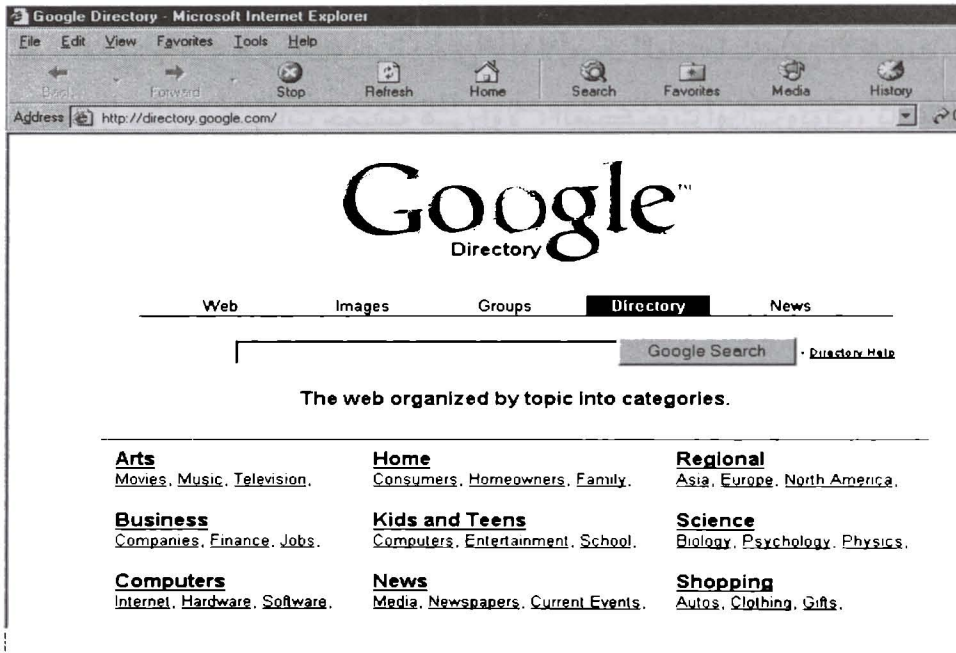 Google Directory - Microsoft Internet Explorer
File Edit View Favorites Tools Help
Back Forward Stop Refresh Home Search Favorites Media History
Address http://directory.google.com/
Google™
Directory
Web Images Groups Directory News
Google Search · Directory Help
The web organized by topic into categories.
Arts Home Regional
Movies, Music, Television, Consumers, Homeowners, Family, Asia, Europe, North America,
Business Kids and Teens Science
Companies, Finance, Jobs, Computers, Entertainment, School, Biology, Psychology, Physics,
Computers News Shopping
Internet, Hardware, Software, Media, Newspapers, Current Events, Autos, Clothing, Gifts,